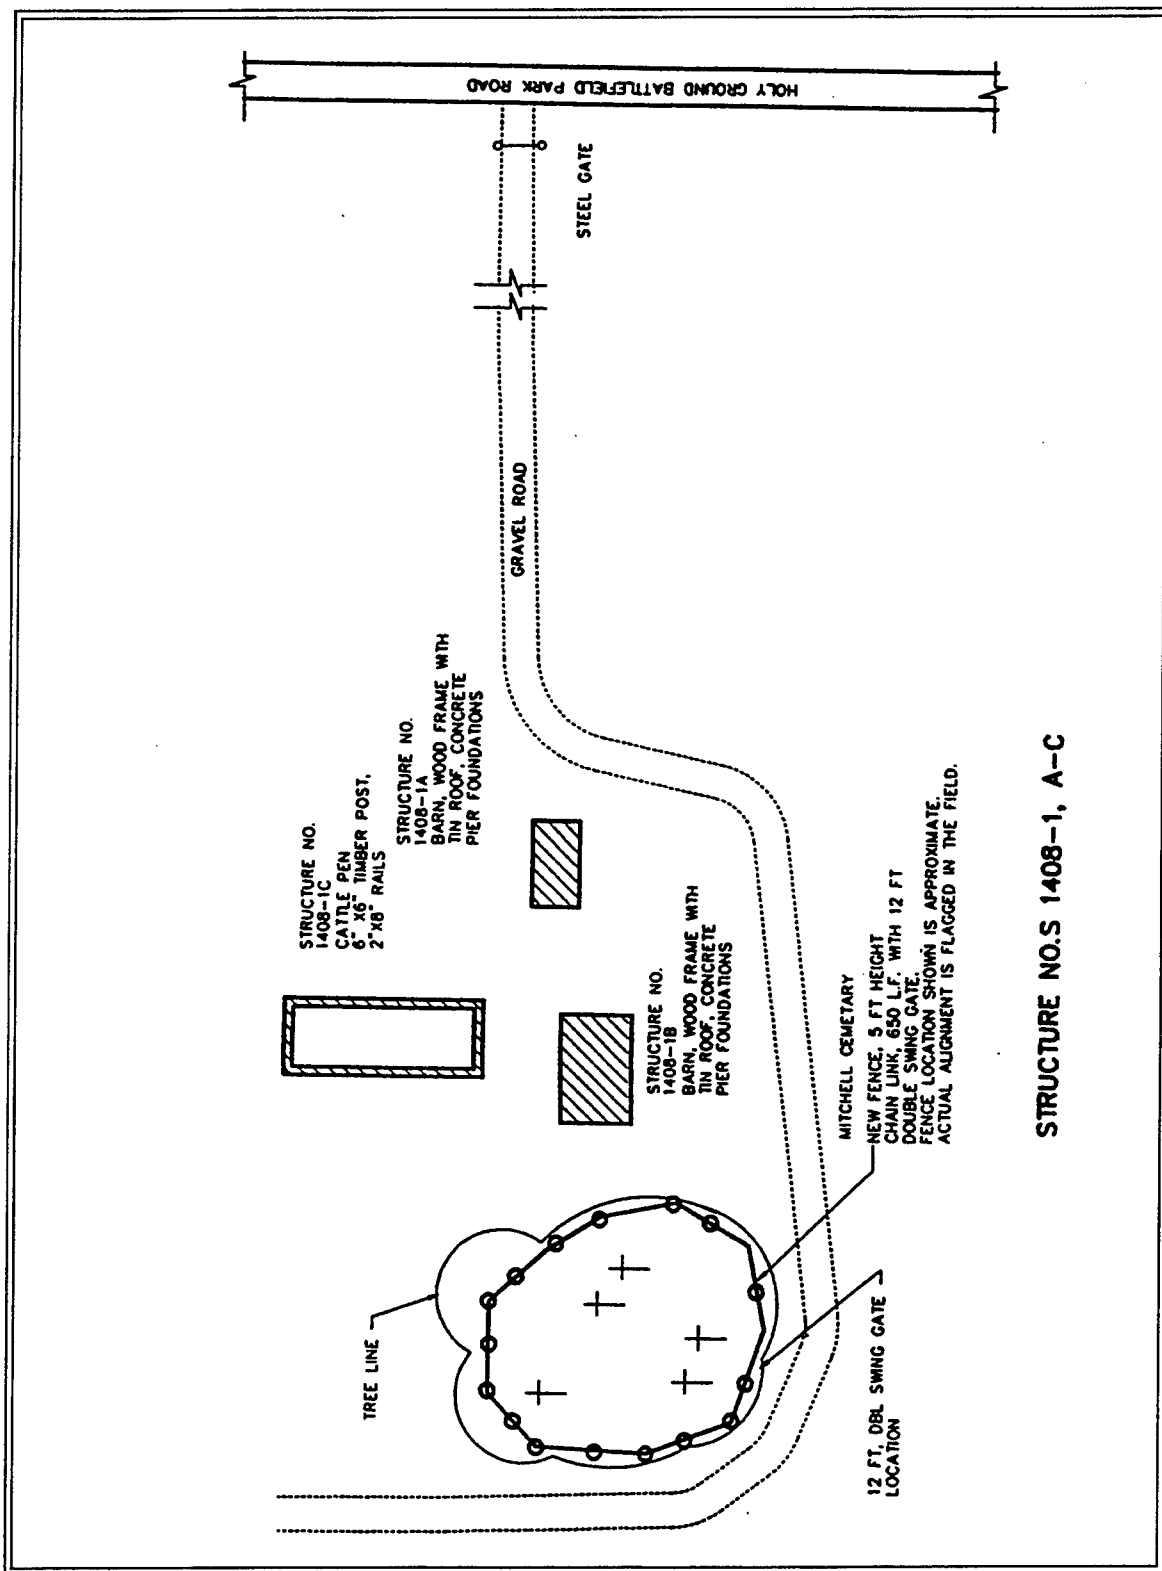 HOLY GROUND BATTLEFIELD PARK ROAD
STEEL GATE
GRAVEL ROAD
STRUCTURE NO.
1408-1C
CATTLE PEN
6" X6" TIMBER POST,
2"X8" RAILS
STRUCTURE NO.
1408-1A
BARN, WOOD FRAME WITH
TIN ROOF, CONCRETE
PIER FOUNDATIONS
STRUCTURE NO.
1408-1B
BARN, WOOD FRAME WITH
TIN ROOF, CONCRETE
PIER FOUNDATIONS
TREE LINE
MITCHELL CEMETARY
NEW FENCE, 5 FT HEIGHT
CHAIN LINK, 650 L.F. WITH 12 FT
DOUBLE SWING GATE.
FENCE LOCATION SHOWN IS APPROXIMATE.
ACTUAL ALIGNMENT IS FLAGGED IN THE FIELD.
12 FT, DBL SWING GATE
LOCATION
STRUCTURE NO.S 1408-1, A-C